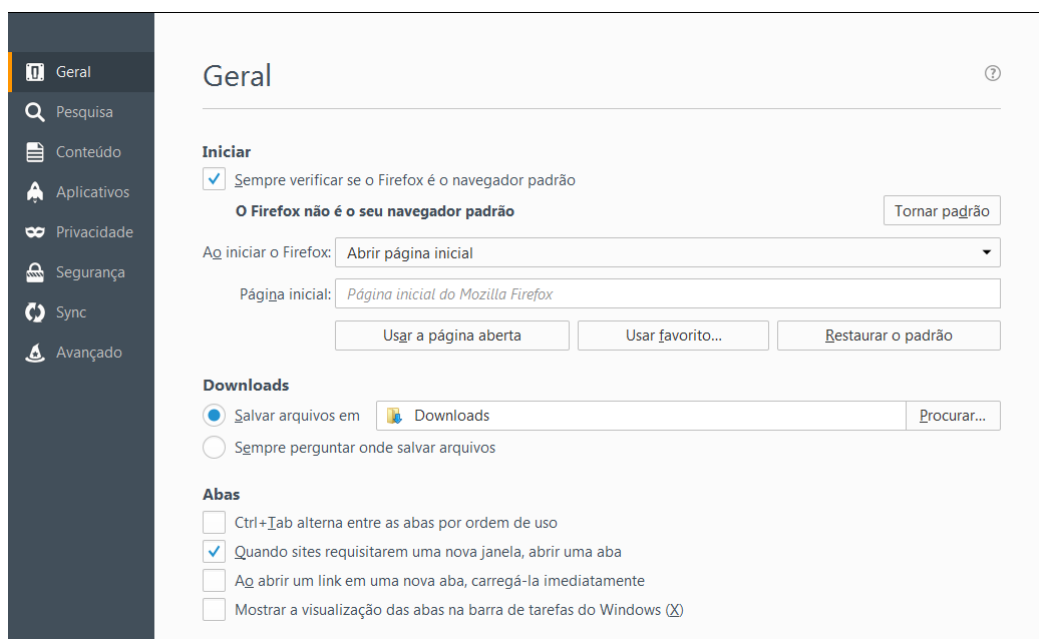 Geral
Pesquisa
Conteúdo
Aplicativos
Privacidade
Segurança
Sync
Avançado
Geral
?
Iniciar
Sempre verificar se o Firefox é o navegador padrão
O Firefox não é o seu navegador padrão
Tornar padrão
Ao iniciar o Firefox: Abrir página inicial
Página inicial: Página inicial do Mozilla Firefox
Usar a página aberta Usar favorito... Restaurar o padrão
Downloads
Salvar arquivos em Downloads Procurar...
Sempre perguntar onde salvar arquivos
Abas
Ctrl+Tab alterna entre as abas por ordem de uso
Quando sites requisitarem uma nova janela, abrir uma aba
Ao abrir um link em uma nova aba, carregá-la imediatamente
Mostrar a visualização das abas na barra de tarefas do Windows (X)